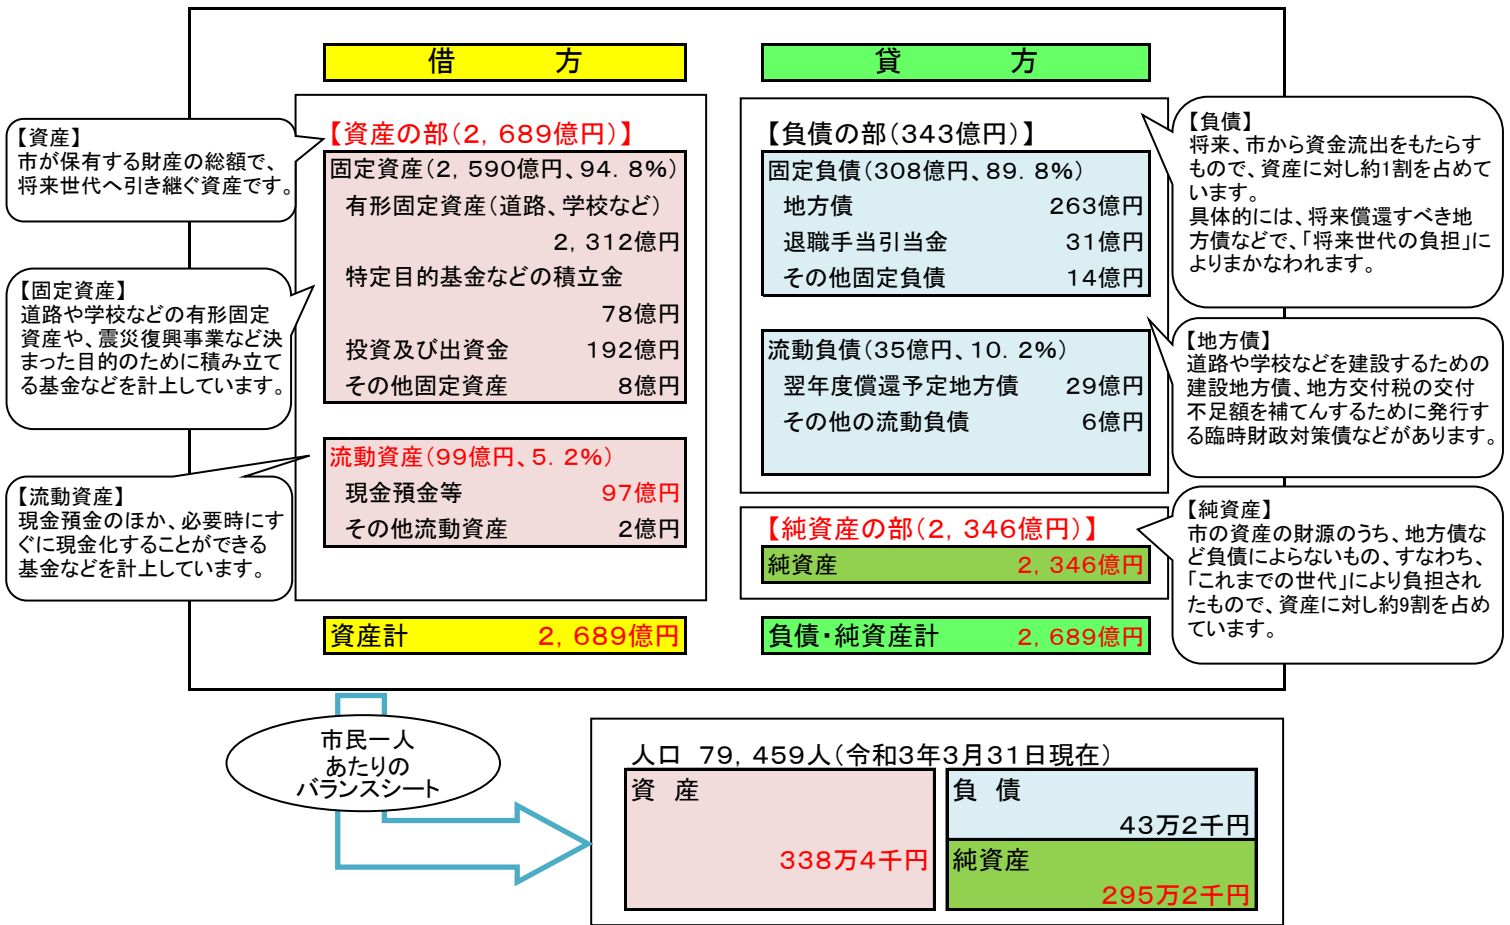 借　　　方
貸　　　方
【資産】
市が保有する財産の総額で、
将来世代へ引き継ぐ資産です。
【固定資産】
道路や学校などの有形固定
資産や、震災復興事業など決
まった目的のために積み立て
る基金などを計上しています。
【流動資産】
現金預金のほか、必要時にす
ぐに現金化することができる
基金などを計上しています。
【資産の部(2，689億円)】
固定資産(2，590億円、94．8%)
有形固定資産(道路、学校など)
2，312億円
特定目的基金などの積立金
78億円
投資及び出資金　192億円
その他固定資産　8億円
流動資産(99億円、5．2%)
現金預金等　97億円
その他流動資産　2億円
資産計　2，689億円
【負債の部(343億円)】
固定負債(308億円、89．8%)
地方債　263億円
退職手当引当金　31億円
その他固定負債　14億円
流動負債(35億円、10．2%)
翌年度償還予定地方債　29億円
その他の流動負債　6億円
【純資産の部(2，346億円)】
純資産　2，346億円
負債・純資産計　2，689億円
【負債】
将来、市から資金流出をもたらす
もので、資産に対し約1割を占めて
います。
具体的には、将来償還すべき地
方債などで、「将来世代の負担」に
よりまかなわれます。
【地方債】
道路や学校などを建設するための
建設地方債、地方交付税の交付
不足額を補てんするために発行す
る臨時財政対策債などがあります。
【純資産】
市の資産の財源のうち、地方債な
ど負債によらないもの、すなわち、
「これまでの世代」により負担され
たもので、資産に対し約9割を占め
ています。
市民一人
あたりの
バランスシート
人口　79，459人(令和3年3月31日現在)
資　産
338万4千円
負　債
43万2千円
純資産
295万2千円